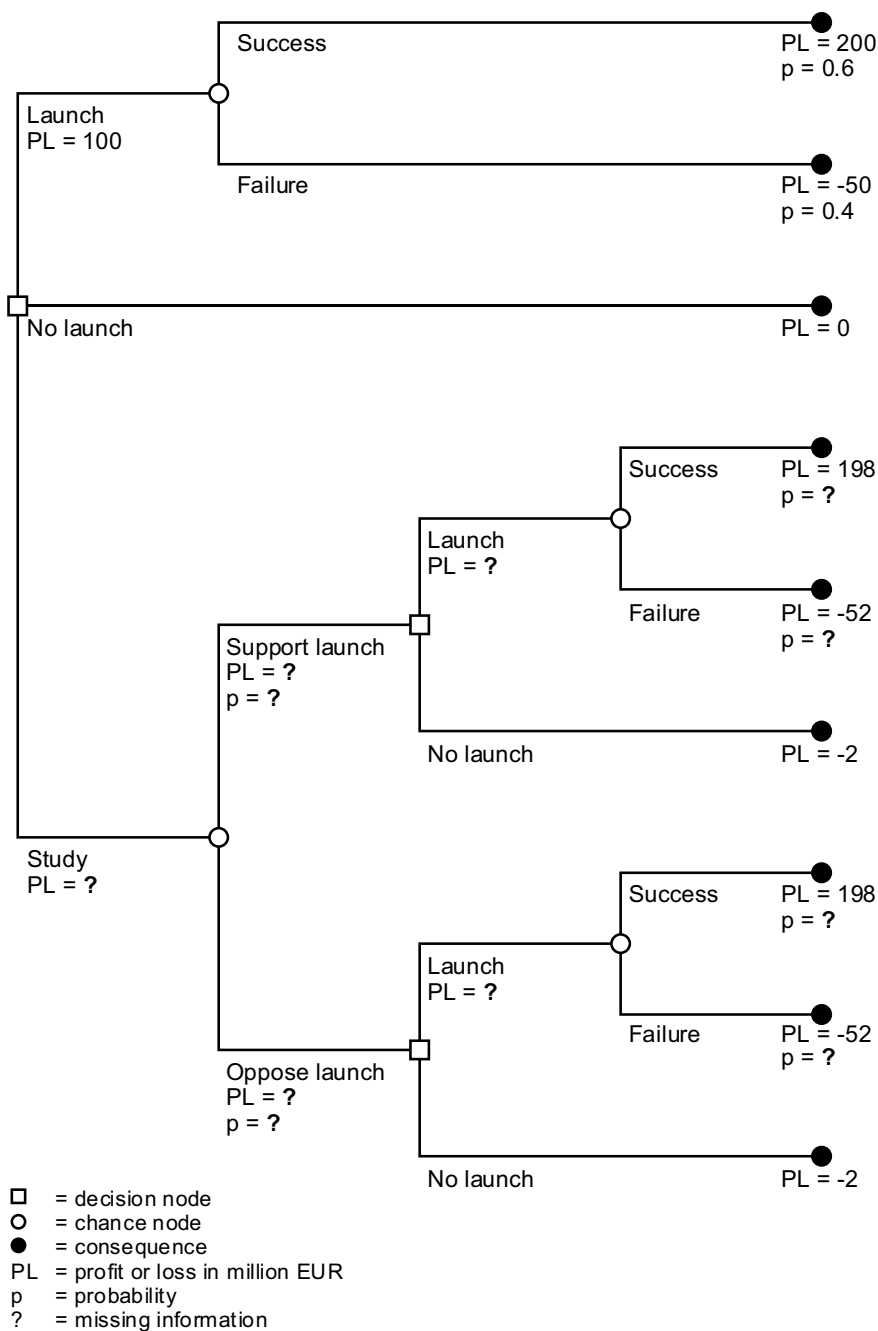 Success
PL = 200
p = 0.6
Launch
PL = 100
Failure
PL = -50
p = 0.4
No launch
PL = 0
Success
PL = 198
p = ?
Launch
PL = ?
Failure
PL = -52
p = ?
Support launch
PL = ?
p = ?
No launch
PL = -2
Study
PL = ?
Success
PL = 198
p = ?
Launch
PL = ?
Failure
PL = -52
p = ?
Oppose launch
PL = ?
p = ?
No launch
PL = -2
= decision node
= chance node
= consequence
PL = profit or loss in million EUR
p = probability
? = missing information